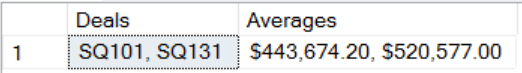 Deals Averages
1 SQ101, SQ131 $443,674.20, $520,577.00